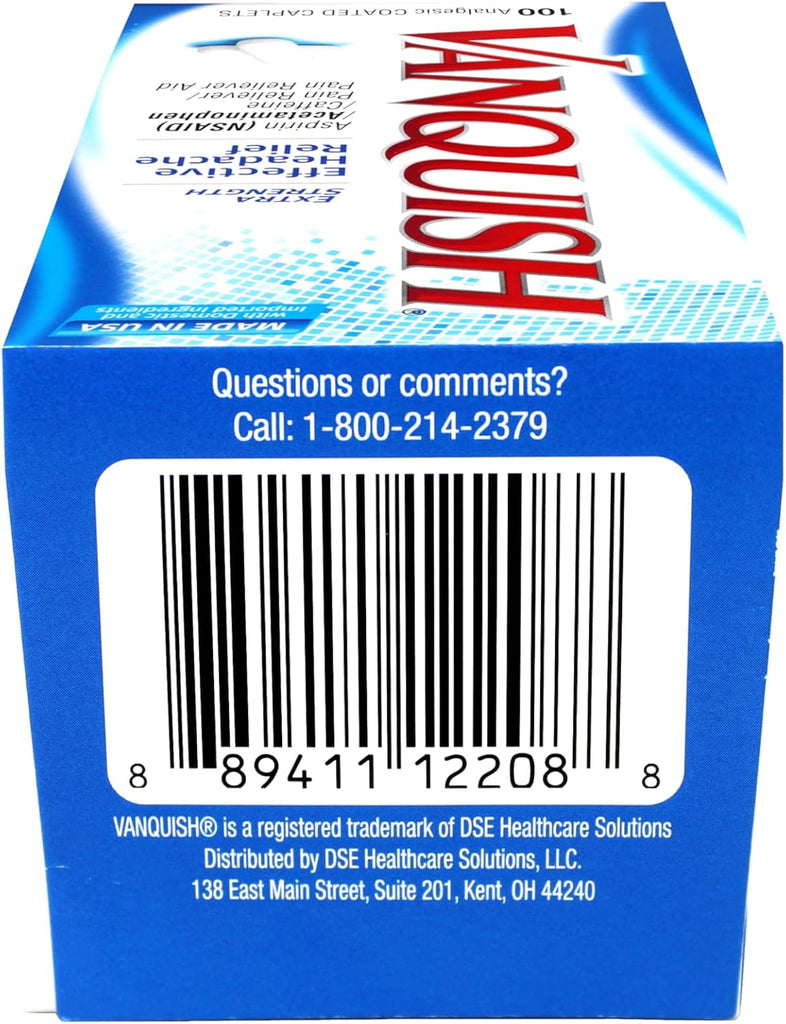 100 Analgesic COATED CAPLETS
VANQUISH®
EXTRA
STRENGTH
Effective
Headache
Relief
Aspirin (NSAID)
/Acetaminophen
/Caffeine
Pain Reliever/
Pain Reliever Aid
MADE IN USA
with Domestic and
Imported Ingredients
Questions or comments?
Call: 1-800-214-2379
8 89411 12208 8
VANQUISH® is a registered trademark of DSE Healthcare Solutions
Distributed by DSE Healthcare Solutions, LLC.
138 East Main Street, Suite 201, Kent, OH 44240